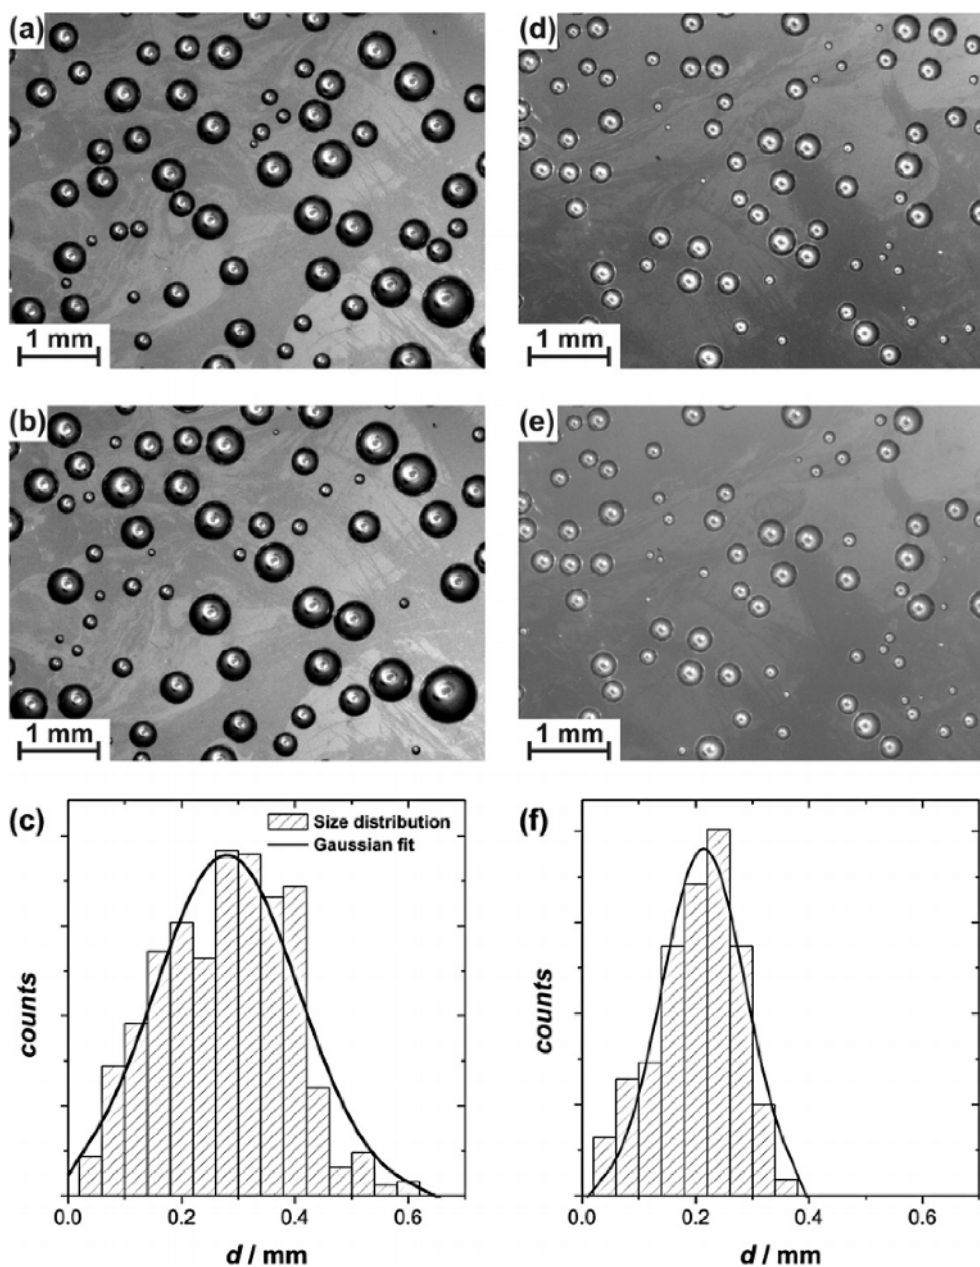 (a)
1 mm
(d)
1 mm
(b)
1 mm
(e)
1 mm
(c)
Size distribution
Gaussian fit
counts
0.0 0.2 0.4 0.6
d / mm
(f)
counts
0.0 0.2 0.4 0.6
d / mm